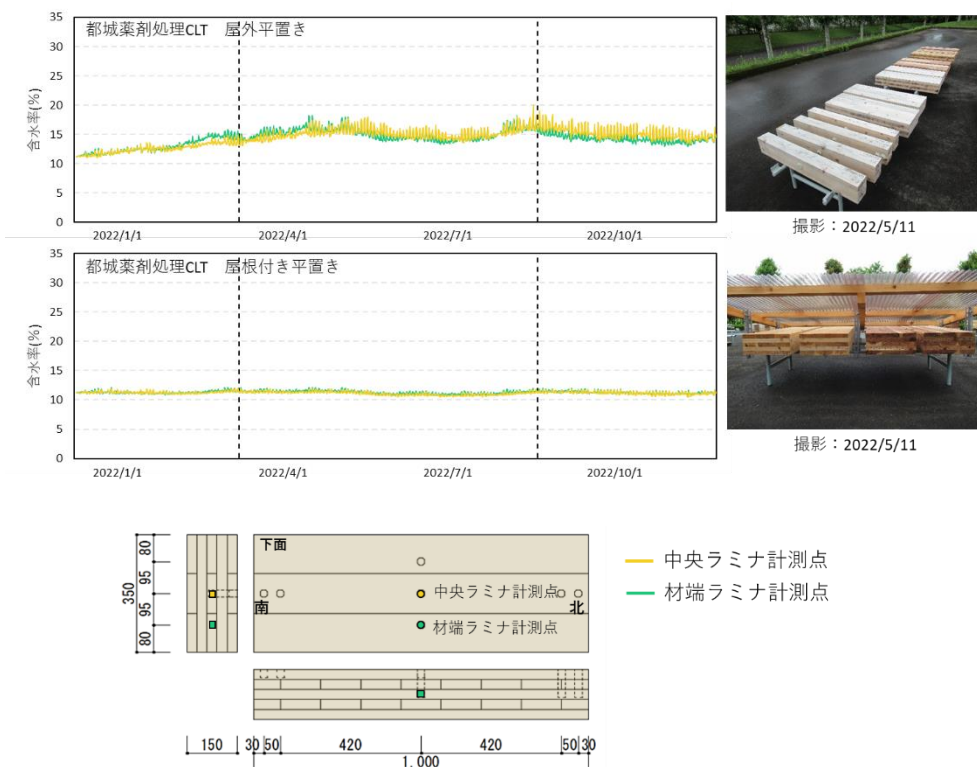 都城薬剤処理CLT 屋外平置き
含水率(%)
35
30
25
20
15
10
5
0
2022/1/1
2022/4/1
2022/7/1
2022/10/1
撮影：2022/5/11
都城薬剤処理CLT 屋根付き平置き
含水率(%)
35
30
25
20
15
10
5
0
2022/1/1
2022/4/1
2022/7/1
2022/10/1
撮影：2022/5/11
80
95
350
95
80
下面
南
北
中央ラミナ計測点
材端ラミナ計測点
中央ラミナ計測点
材端ラミナ計測点
150
30 50 420 420 50 30
1,000